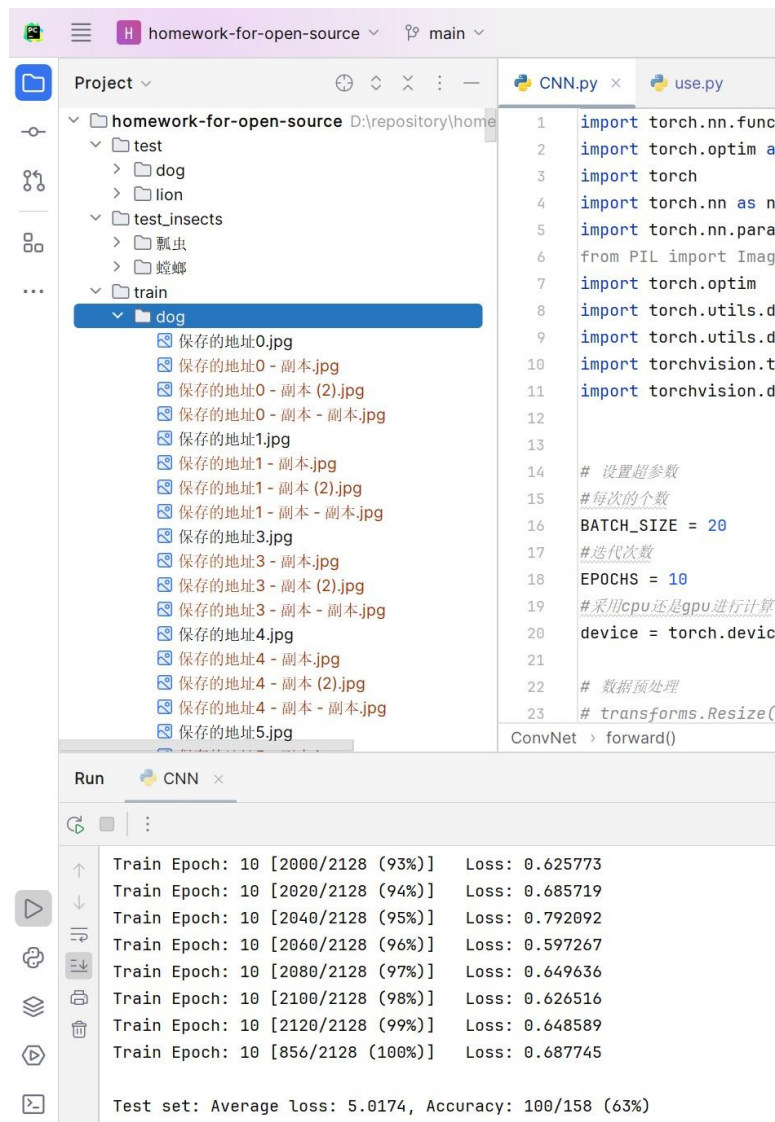 PC
H homework-for-open-source main
Project
homework-for-open-source D:\repository\home
test
dog
lion
test_insects
瓢虫
螳螂
train
dog
保存的地址0.jpg
保存的地址0 - 副本.jpg
保存的地址0 - 副本 (2).jpg
保存的地址0 - 副本 - 副本.jpg
保存的地址1.jpg
保存的地址1 - 副本.jpg
保存的地址1 - 副本 (2).jpg
保存的地址1 - 副本 - 副本.jpg
保存的地址3.jpg
保存的地址3 - 副本.jpg
保存的地址3 - 副本 (2).jpg
保存的地址3 - 副本 - 副本.jpg
保存的地址4.jpg
保存的地址4 - 副本.jpg
保存的地址4 - 副本 (2).jpg
保存的地址4 - 副本 - 副本.jpg
保存的地址5.jpg
CNN.py use.py
1 import torch.nn.func
2 import torch.optim a
3 import torch
4 import torch.nn as n
5 import torch.nn.para
6 from PIL import Imag
7 import torch.optim
8 import torch.utils.d
9 import torch.utils.d
10 import torchvision.t
11 import torchvision.d
12
13
14 # 设置超参数
15 #每次的个数
16 BATCH_SIZE = 20
17 #迭代次数
18 EPOCHS = 10
19 #采用cpu还是gpu进行计算
20 device = torch.devic
21
22 # 数据预处理
23 # transforms.Resize(
ConvNet › forward()
Run CNN
Train Epoch: 10 [2000/2128 (93%)] Loss: 0.625773
Train Epoch: 10 [2020/2128 (94%)] Loss: 0.685719
Train Epoch: 10 [2040/2128 (95%)] Loss: 0.792092
Train Epoch: 10 [2060/2128 (96%)] Loss: 0.597267
Train Epoch: 10 [2080/2128 (97%)] Loss: 0.649636
Train Epoch: 10 [2100/2128 (98%)] Loss: 0.626516
Train Epoch: 10 [2120/2128 (99%)] Loss: 0.648589
Train Epoch: 10 [856/2128 (100%)] Loss: 0.687745
Test set: Average loss: 5.0174, Accuracy: 100/158 (63%)